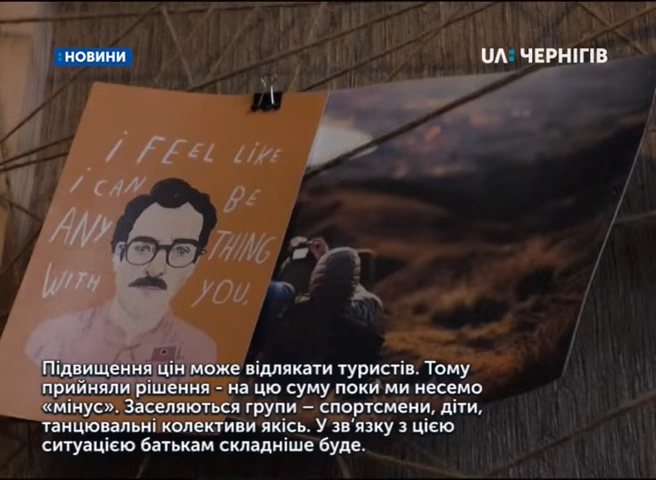 НОВИНИ
UA: ЧЕРНІГІВ
i FEEL LiKE
i CAN BE
ANY THING
WiTH YOU.
Підвищення цін може відлякати туристів. Тому
прийняли рішення - на цю суму поки ми несемо
«мінус». Заселяються групи – спортсмени, діти,
танцювальні колективи якісь. У зв’язку з цією
ситуацією батькам складніше буде.